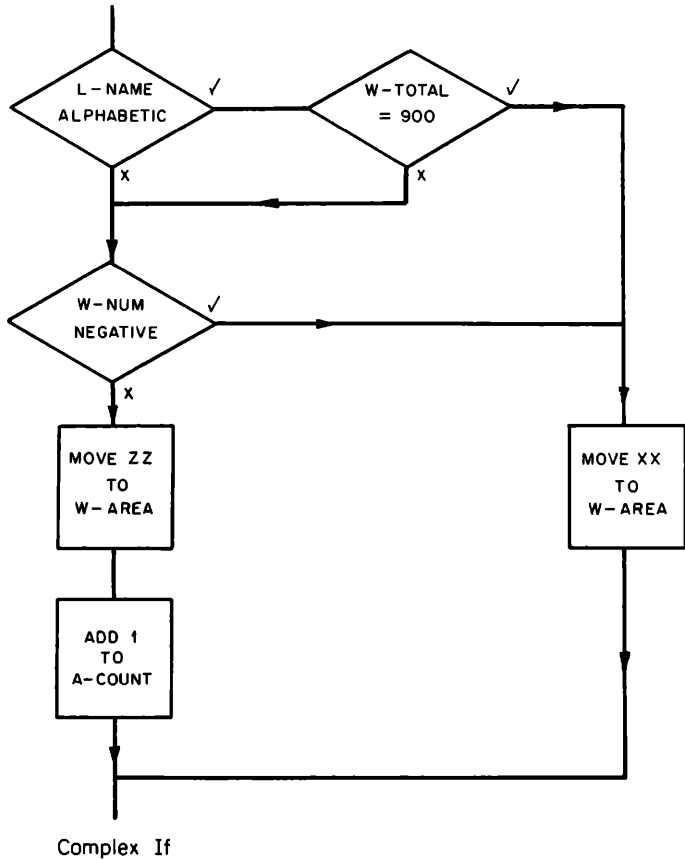 L-NAME
ALPHABETIC
✓
W-TOTAL
= 900
✓
x
x
W-NUM
NEGATIVE
✓
x
MOVE ZZ
TO
W-AREA
MOVE XX
TO
W-AREA
ADD 1
TO
A-COUNT
Complex If